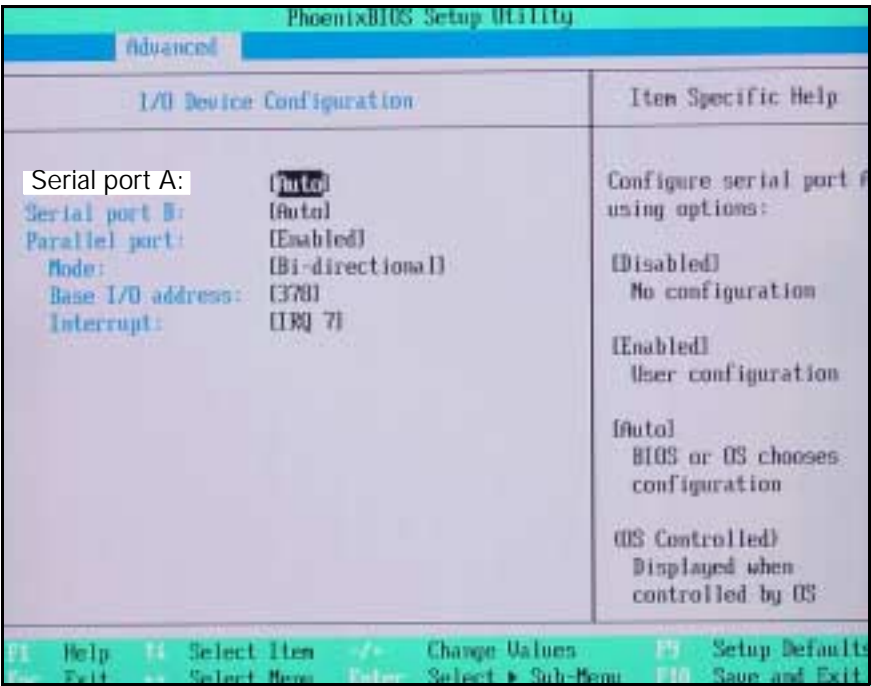 PhoenixBIOS Setup Utility
Advanced
I/O Device Configuration
Item Specific Help
Serial port A: [Auto]
Serial port B: [Auto]
Parallel port: [Enabled]
Mode: [Bi-directional]
Base I/O address: [378]
Interrupt: [IRQ 7]
Configure serial port A
using options:
[Disabled]
No configuration
[Enabled]
User configuration
[Auto]
BIOS or OS chooses
configuration
(OS Controlled)
Displayed when
controlled by OS
F1 Help Select Item -/+ Change Values F9 Setup Defaults
Esc Exit Select Menu Enter Select ▶ Sub-Menu F10 Save and Exit